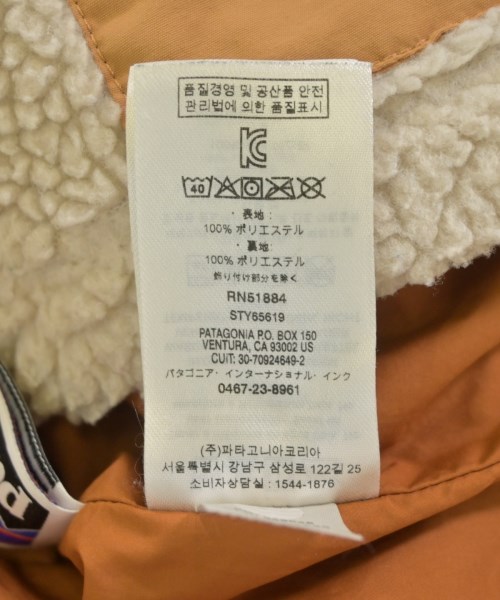 품질경영 및 공산품 안전
관리법에 의한 품질표시
40
・表地：
100% ポリエステル
・裏地：
100% ポリエステル
飾り付け部分を除く
RN51884
STY65619
PATAGONIA P.O. BOX 150
VENTURA, CA 93002 US
CUIT: 30-70924649-2
パタゴニア・インターナショナル・インク
0467-23-8961
(주)파타고니아코리아
서울특별시 강남구 삼성로 122길 25
소비자상담실 : 1544-1876